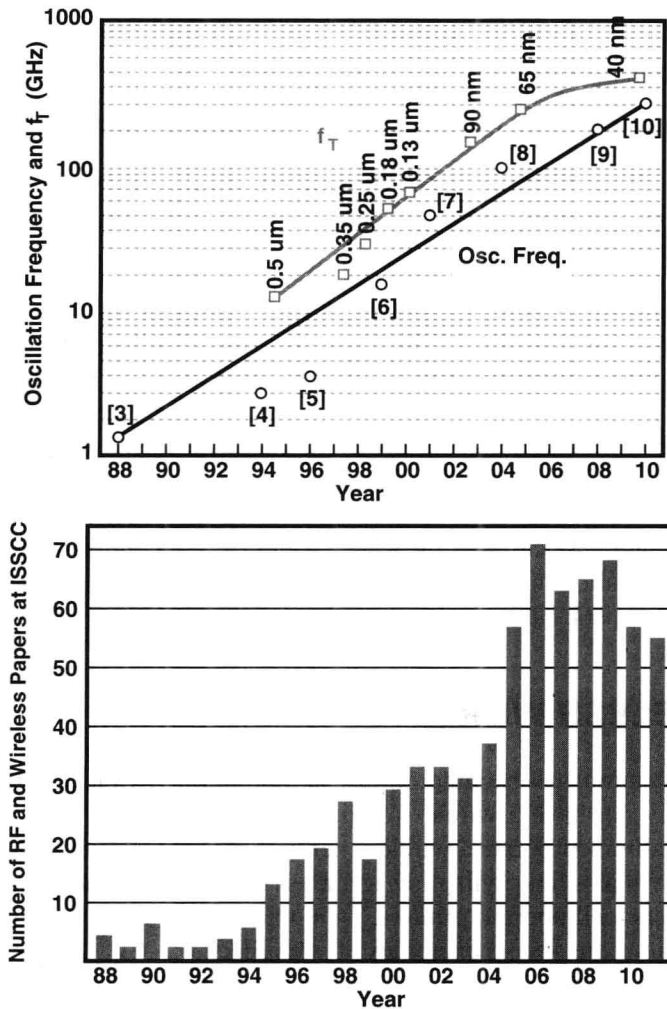 1000
100
10
1
Oscillation Frequency and fT (GHz)
fT
0.5 um
0.35 um
0.25 um
0.18 um
0.13 um
90 nm
65 nm
40 nm
[3]
[4]
[5]
[6]
[7]
[8]
[9]
[10]
Osc. Freq.
88 90 92 94 96 98 00 02 04 06 08 10
Year
Number of RF and Wireless Papers at ISSCC
70
60
50
40
30
20
10
88 90 92 94 96 98 00 02 04 06 08 10
Year